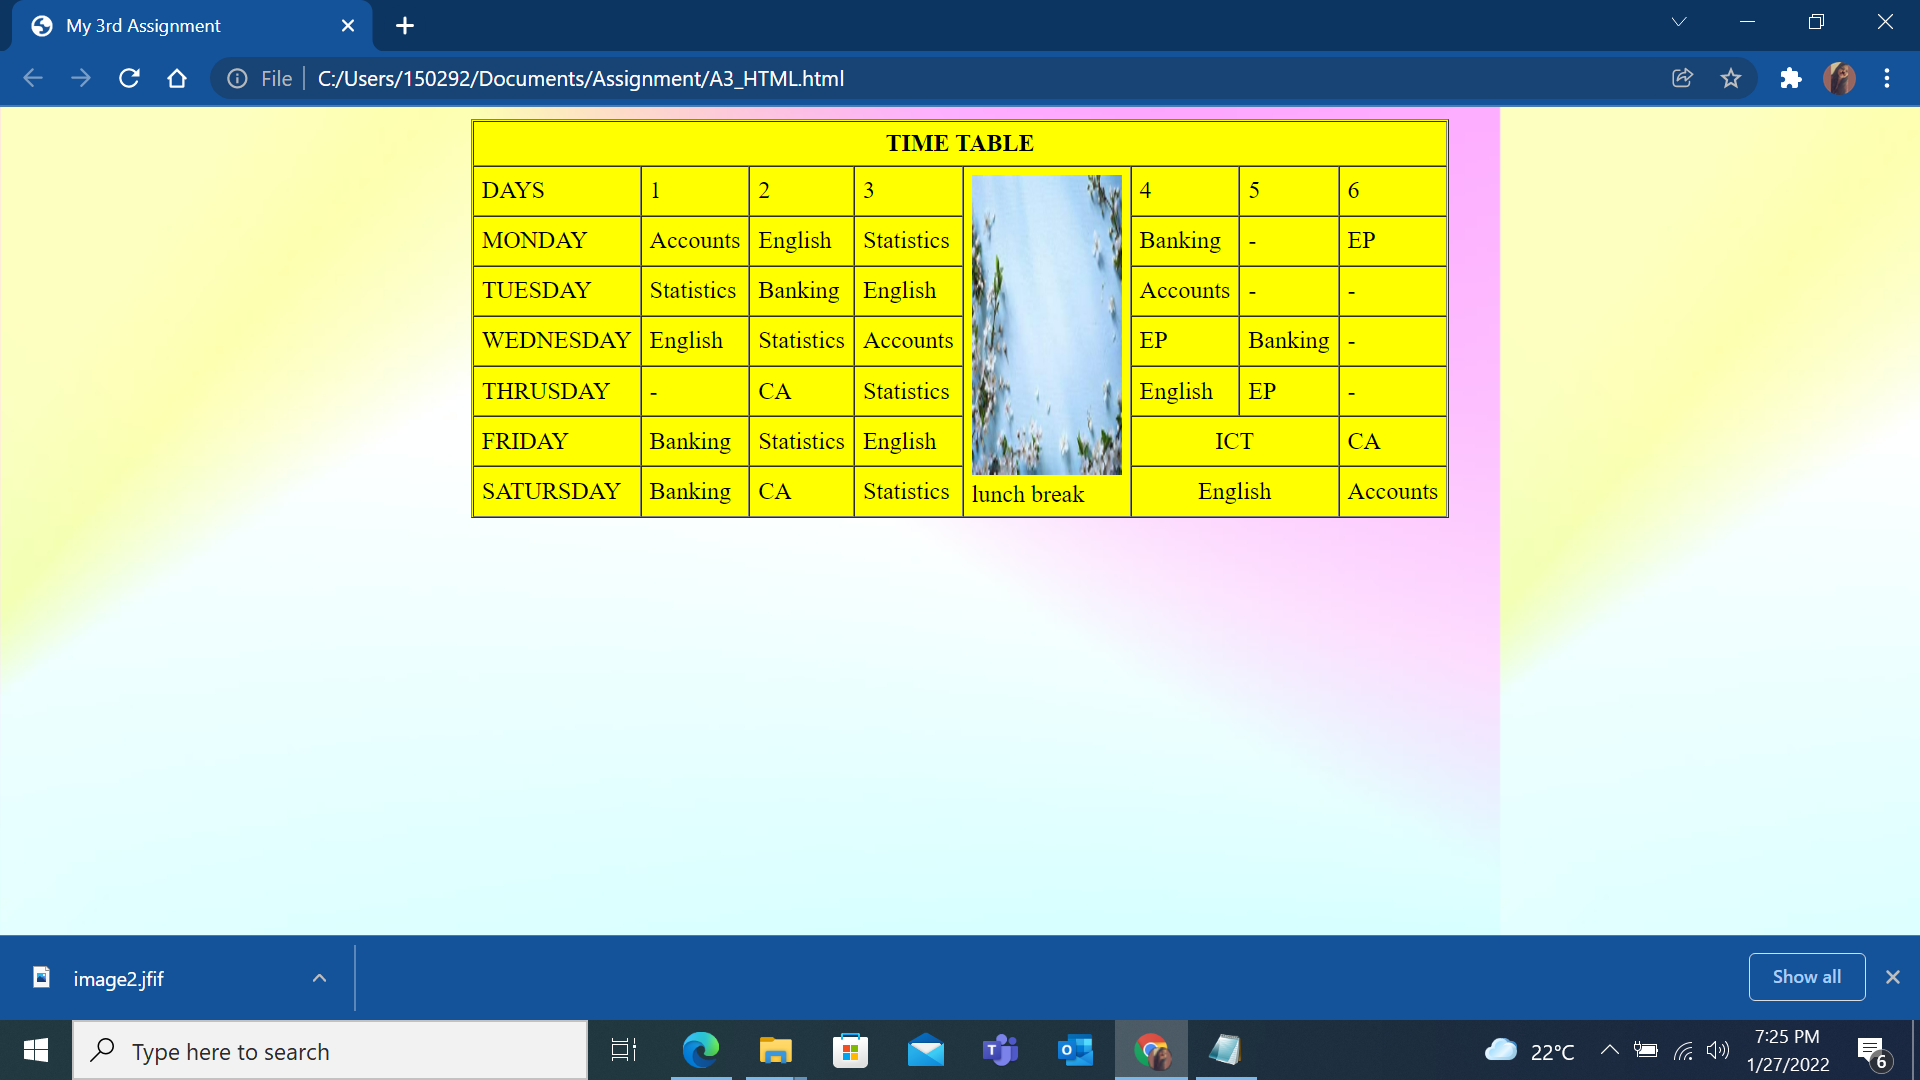 My 3rd Assignment
File C:/Users/150292/Documents/Assignment/A3_HTML.html
TIME TABLE
DAYS 1 2 3 4 5 6
MONDAY Accounts English Statistics Banking - EP
TUESDAY Statistics Banking English Accounts - -
WEDNESDAY English Statistics Accounts EP Banking -
THRUSDAY - CA Statistics English EP -
FRIDAY Banking Statistics English ICT CA
SATURSDAY Banking CA Statistics lunch break English Accounts
image2.jfif Show all
Type here to search 22°C 7:25 PM
1/27/2022 6